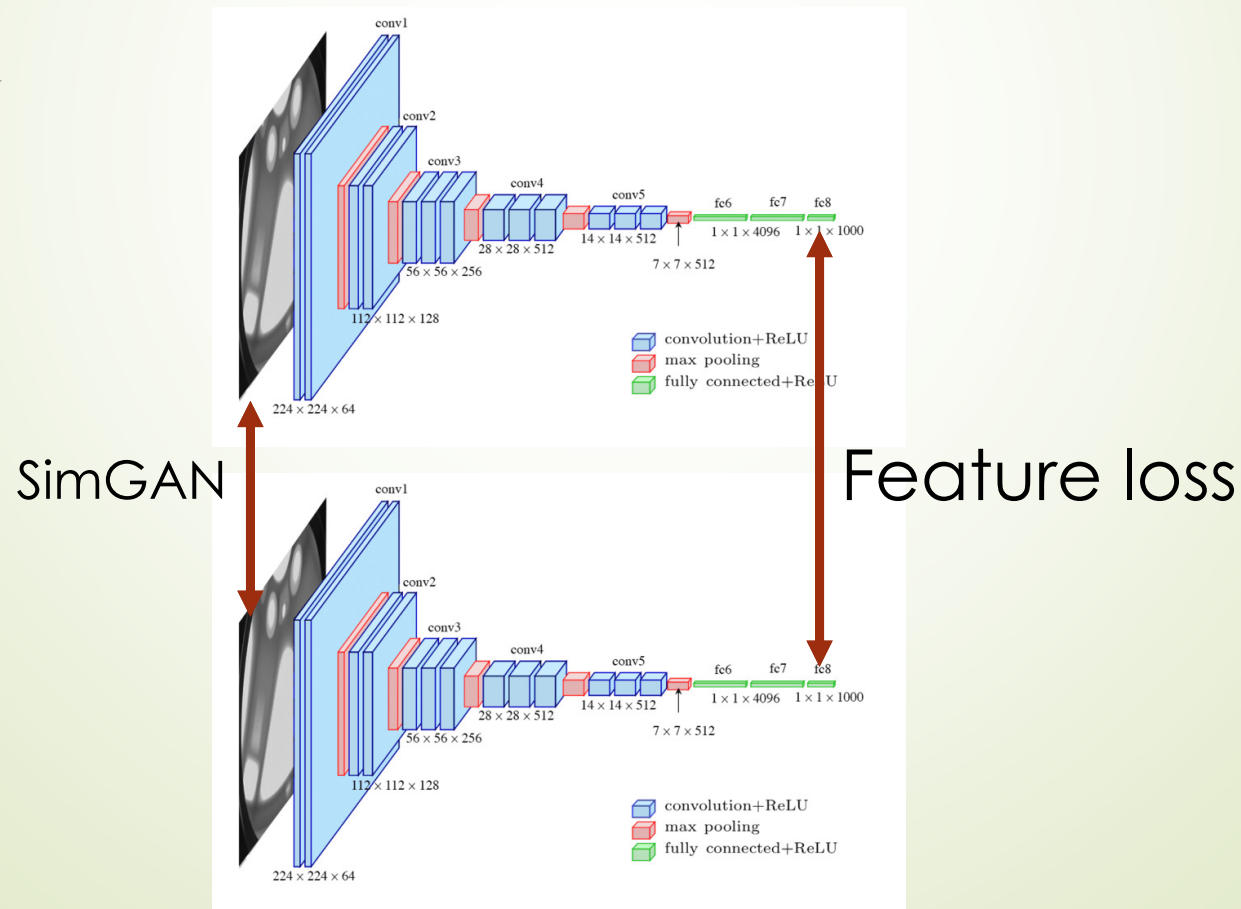 conv1
conv2
conv3
conv4
conv5
fc6
fc7
fc8
1 × 1 × 4096
1 × 1 × 1000
14 × 14 × 512
28 × 28 × 512
7 × 7 × 512
56 × 56 × 256
112 × 112 × 128
convolution+ReLU
max pooling
fully connected+ReLU
224 × 224 × 64
SimGAN
Feature loss
conv1
conv2
conv3
conv4
conv5
fc6
fc7
fc8
1 × 1 × 4096
1 × 1 × 1000
14 × 14 × 512
28 × 28 × 512
7 × 7 × 512
56 × 56 × 256
112 × 112 × 128
convolution+ReLU
max pooling
fully connected+ReLU
224 × 224 × 64